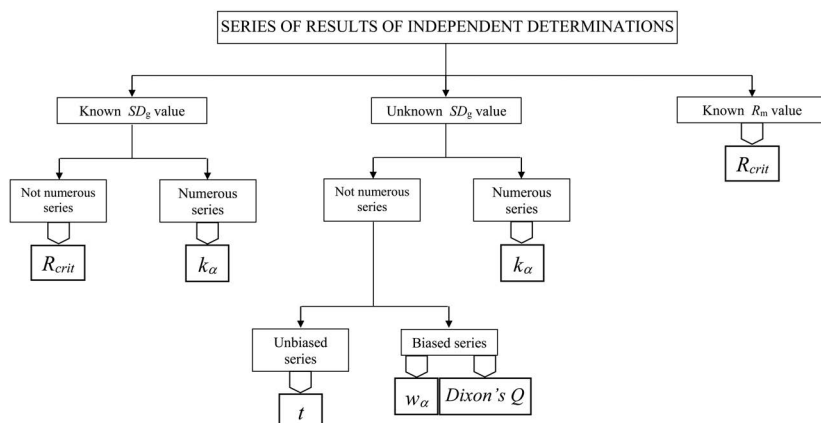 SERIES OF RESULTS OF INDEPENDENT DETERMINATIONS
Known SDg value
Unknown SDg value
Known Rm value
Rcrit
Not numerous
series
Numerous
series
Not numerous
series
Numerous
series
Rcrit
kα
kα
Unbiased
series
Biased series
t
wα
Dixon's Q